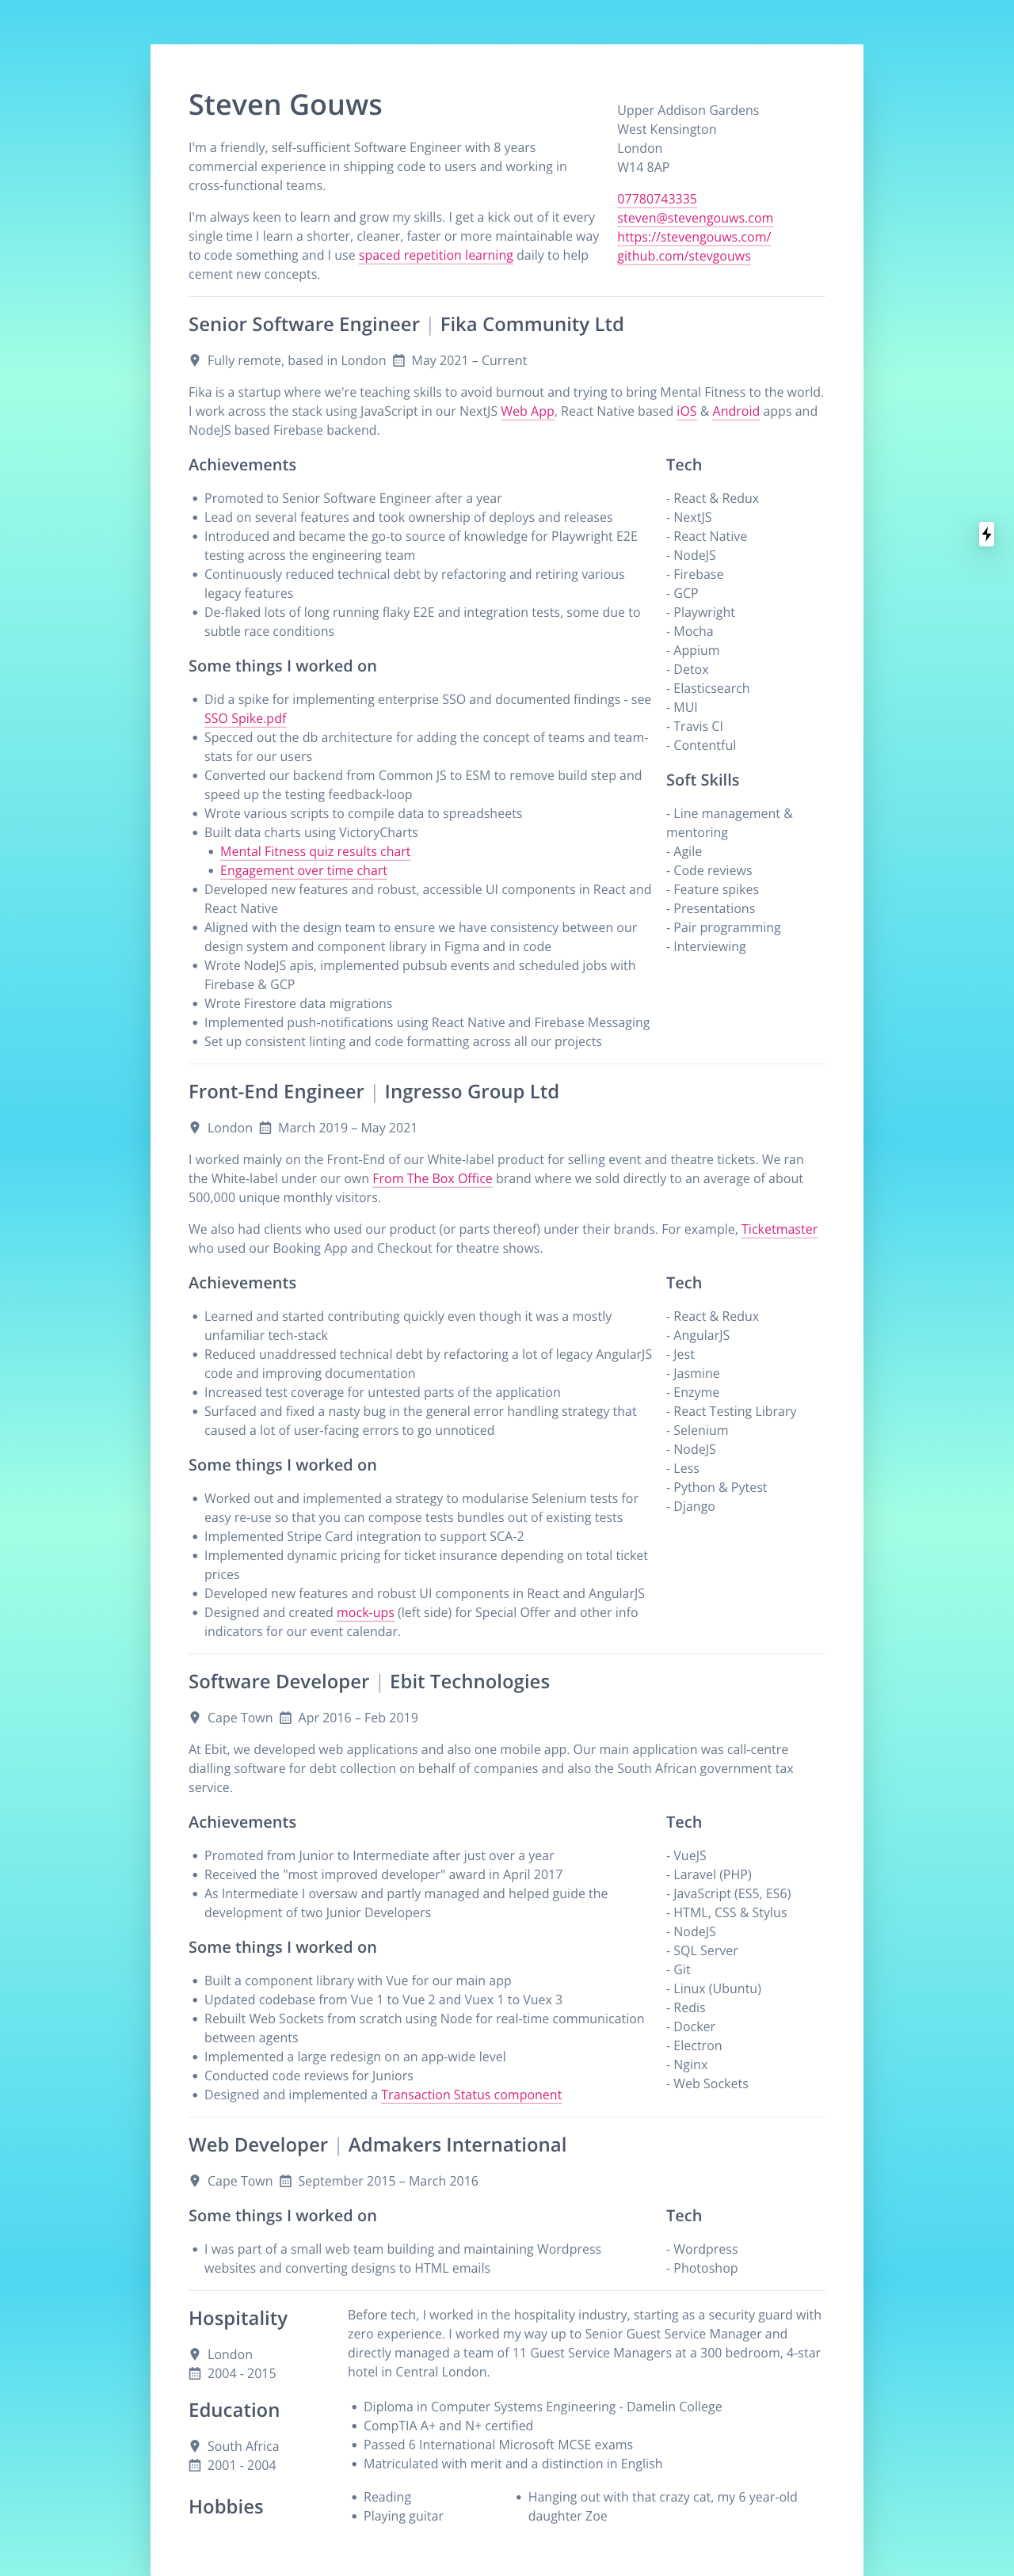 Steven Gouws
I'm a friendly, self-sufficient Software Engineer with 8 years
commercial experience in shipping code to users and working in
cross-functional teams.
I'm always keen to learn and grow my skills. I get a kick out of it every
single time I learn a shorter, cleaner, faster or more maintainable way
to code something and I use spaced repetition learning daily to help
cement new concepts.
Upper Addison Gardens
West Kensington
London
W14 8AP
07780743335
steven@stevengouws.com
https://stevengouws.com/
github.com/stevgouws
Senior Software Engineer | Fika Community Ltd
Fully remote, based in London May 2021 – Current
Fika is a startup where we're teaching skills to avoid burnout and trying to bring Mental Fitness to the world.
I work across the stack using JavaScript in our NextJS Web App, React Native based iOS & Android apps and
NodeJS based Firebase backend.
Achievements
• Promoted to Senior Software Engineer after a year
• Lead on several features and took ownership of deploys and releases
• Introduced and became the go-to source of knowledge for Playwright E2E
testing across the engineering team
• Continuously reduced technical debt by refactoring and retiring various
legacy features
• De-flaked lots of long running flaky E2E and integration tests, some due to
subtle race conditions
Some things I worked on
• Did a spike for implementing enterprise SSO and documented findings - see
SSO Spike.pdf
• Specced out the db architecture for adding the concept of teams and team-
stats for our users
• Converted our backend from Common JS to ESM to remove build step and
speed up the testing feedback-loop
• Wrote various scripts to compile data to spreadsheets
• Built data charts using VictoryCharts
• Mental Fitness quiz results chart
• Engagement over time chart
• Developed new features and robust, accessible UI components in React and
React Native
• Aligned with the design team to ensure we have consistency between our
design system and component library in Figma and in code
• Wrote NodeJS apis, implemented pubsub events and scheduled jobs with
Firebase & GCP
• Wrote Firestore data migrations
• Implemented push-notifications using React Native and Firebase Messaging
• Set up consistent linting and code formatting across all our projects
Tech
- React & Redux
- NextJS
- React Native
- NodeJS
- Firebase
- GCP
- Playwright
- Mocha
- Appium
- Detox
- Elasticsearch
- MUI
- Travis CI
- Contentful
Soft Skills
- Line management &
mentoring
- Agile
- Code reviews
- Feature spikes
- Presentations
- Pair programming
- Interviewing
Front-End Engineer | Ingresso Group Ltd
London March 2019 – May 2021
I worked mainly on the Front-End of our White-label product for selling event and theatre tickets. We ran
the White-label under our own From The Box Office brand where we sold directly to an average of about
500,000 unique monthly visitors.
We also had clients who used our product (or parts thereof) under their brands. For example, Ticketmaster
who used our Booking App and Checkout for theatre shows.
Achievements
• Learned and started contributing quickly even though it was a mostly
unfamiliar tech-stack
• Reduced unaddressed technical debt by refactoring a lot of legacy AngularJS
code and improving documentation
• Increased test coverage for untested parts of the application
• Surfaced and fixed a nasty bug in the general error handling strategy that
caused a lot of user-facing errors to go unnoticed
Some things I worked on
• Worked out and implemented a strategy to modularise Selenium tests for
easy re-use so that you can compose tests bundles out of existing tests
• Implemented Stripe Card integration to support SCA-2
• Implemented dynamic pricing for ticket insurance depending on total ticket
prices
• Developed new features and robust UI components in React and AngularJS
• Designed and created mock-ups (left side) for Special Offer and other info
indicators for our event calendar.
Tech
- React & Redux
- AngularJS
- Jest
- Jasmine
- Enzyme
- React Testing Library
- Selenium
- NodeJS
- Less
- Python & Pytest
- Django
Software Developer | Ebit Technologies
Cape Town Apr 2016 – Feb 2019
At Ebit, we developed web applications and also one mobile app. Our main application was call-centre
dialling software for debt collection on behalf of companies and also the South African government tax
service.
Achievements
• Promoted from Junior to Intermediate after just over a year
• Received the "most improved developer" award in April 2017
• As Intermediate I oversaw and partly managed and helped guide the
development of two Junior Developers
Some things I worked on
• Built a component library with Vue for our main app
• Updated codebase from Vue 1 to Vue 2 and Vuex 1 to Vuex 3
• Rebuilt Web Sockets from scratch using Node for real-time communication
between agents
• Implemented a large redesign on an app-wide level
• Conducted code reviews for Juniors
• Designed and implemented a Transaction Status component
Tech
- VueJS
- Laravel (PHP)
- JavaScript (ES5, ES6)
- HTML, CSS & Stylus
- NodeJS
- SQL Server
- Git
- Linux (Ubuntu)
- Redis
- Docker
- Electron
- Nginx
- Web Sockets
Web Developer | Admakers International
Cape Town September 2015 – March 2016
Some things I worked on
• I was part of a small web team building and maintaining Wordpress
websites and converting designs to HTML emails
Tech
- Wordpress
- Photoshop
Hospitality
London
2004 - 2015
Before tech, I worked in the hospitality industry, starting as a security guard with
zero experience. I worked my way up to Senior Guest Service Manager and
directly managed a team of 11 Guest Service Managers at a 300 bedroom, 4-star
hotel in Central London.
Education
South Africa
2001 - 2004
• Diploma in Computer Systems Engineering - Damelin College
• CompTIA A+ and N+ certified
• Passed 6 International Microsoft MCSE exams
• Matriculated with merit and a distinction in English
Hobbies
• Reading
• Playing guitar
• Hanging out with that crazy cat, my 6 year-old
daughter Zoe